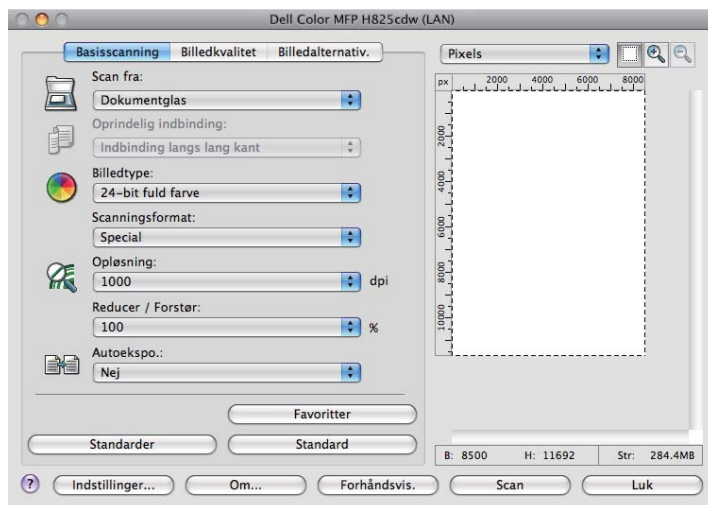 Dell Color MFP H825cdw (LAN)
Basisscanning Billedkvalitet Billedalternativ.
Scan fra:
Dokumentglas
Oprindelig indbinding:
Indbinding langs lang kant
Billedtype:
24-bit fuld farve
Scanningsformat:
Special
Opløsning:
1000 dpi
Reducer / Forstør:
100 %
Autoekspo.:
Nej
Favoritter
Standarder Standard
Pixels
px 2000 4000 6000 8000
2000
4000
6000
8000
10000
B: 8500 H: 11692 Str: 284.4MB
? Indstillinger... Om... Forhåndsvis. Scan Luk